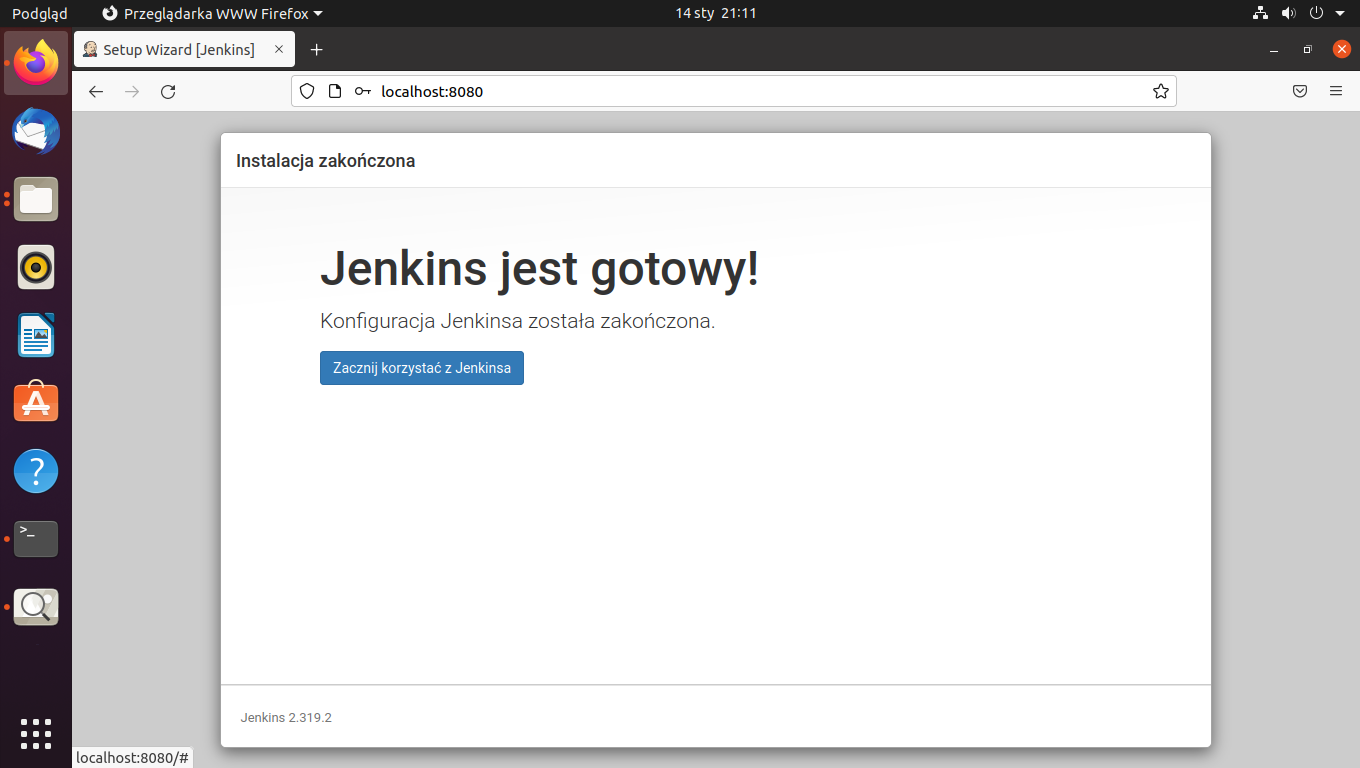 Podgląd
Przeglądarka WWW Firefox
14 sty 21:11
Setup Wizard [Jenkins]
localhost:8080
Instalacja zakończona
Jenkins jest gotowy!
Konfiguracja Jenkinsa została zakończona.
Zacznij korzystać z Jenkinsa
Jenkins 2.319.2
localhost:8080/#